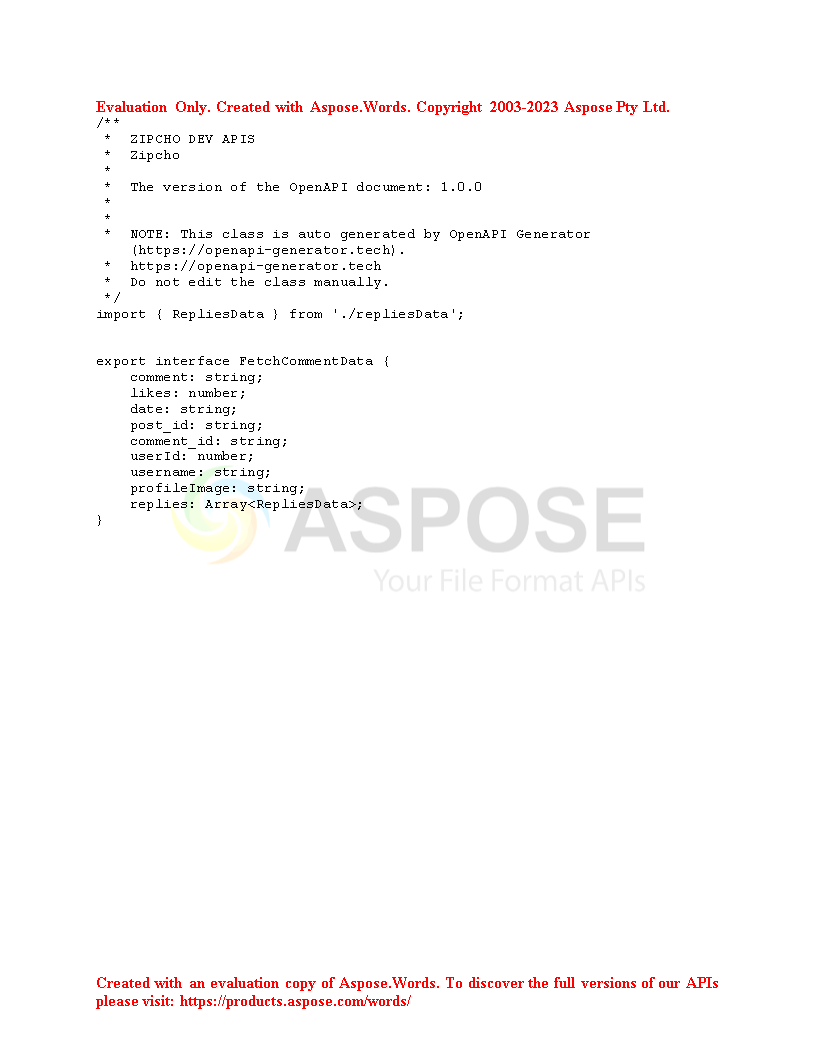 Evaluation Only. Created with Aspose.Words. Copyright 2003-2023 Aspose Pty Ltd.
/**
 *  ZIPCHO DEV APIS
 *  Zipcho
 *
 *  The version of the OpenAPI document: 1.0.0
 *
 *
 *  NOTE: This class is auto generated by OpenAPI Generator
    (https://openapi-generator.tech).
 *  https://openapi-generator.tech
 *  Do not edit the class manually.
 */
import { RepliesData } from './repliesData';
export interface FetchCommentData {
    comment: string;
    likes: number;
    date: string;
    post_id: string;
    comment_id: string;
    userId: number;
    username: string;
    profileImage: string;
    replies: Array<RepliesData>;
}
ASPOSE
Your File Format APIs
Created with an evaluation copy of Aspose.Words. To discover the full versions of our APIs
please visit: https://products.aspose.com/words/